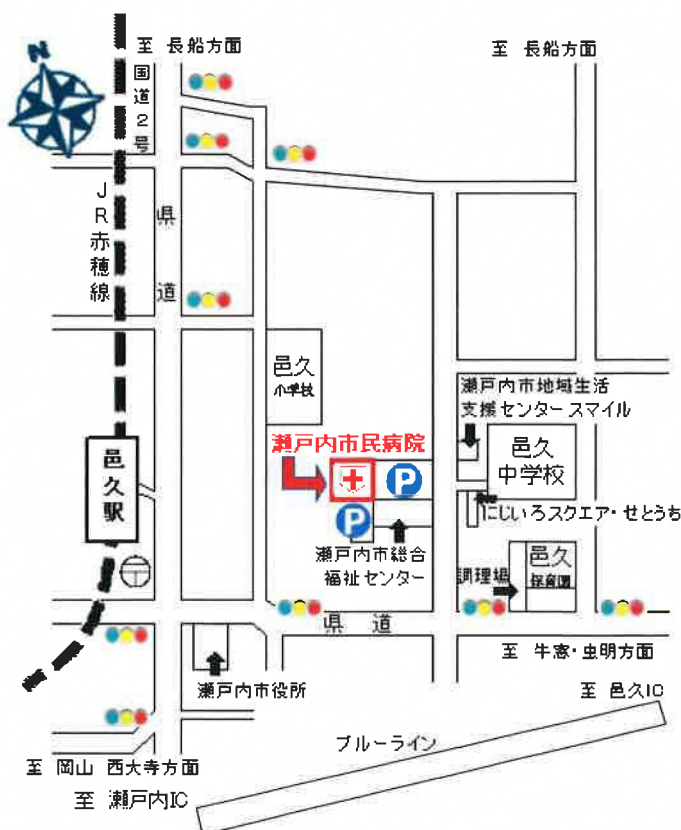 至 長船方面
至 長船方面
N
国道2号
JR赤穂線
県道
邑久
小学校
瀬戸内市地域生活
支援センタースマイル
瀬戸内市民病院
邑久
中学校
P
邑久駅
P
にじいろスクエア・せとうち
瀬戸内市総合
福祉センター
調理場
邑久
保育園
県道
至 牛窓・虫明方面
瀬戸内市役所
至 邑久IC
ブルーライン
至 岡山 西大寺方面
至 瀬戸内IC